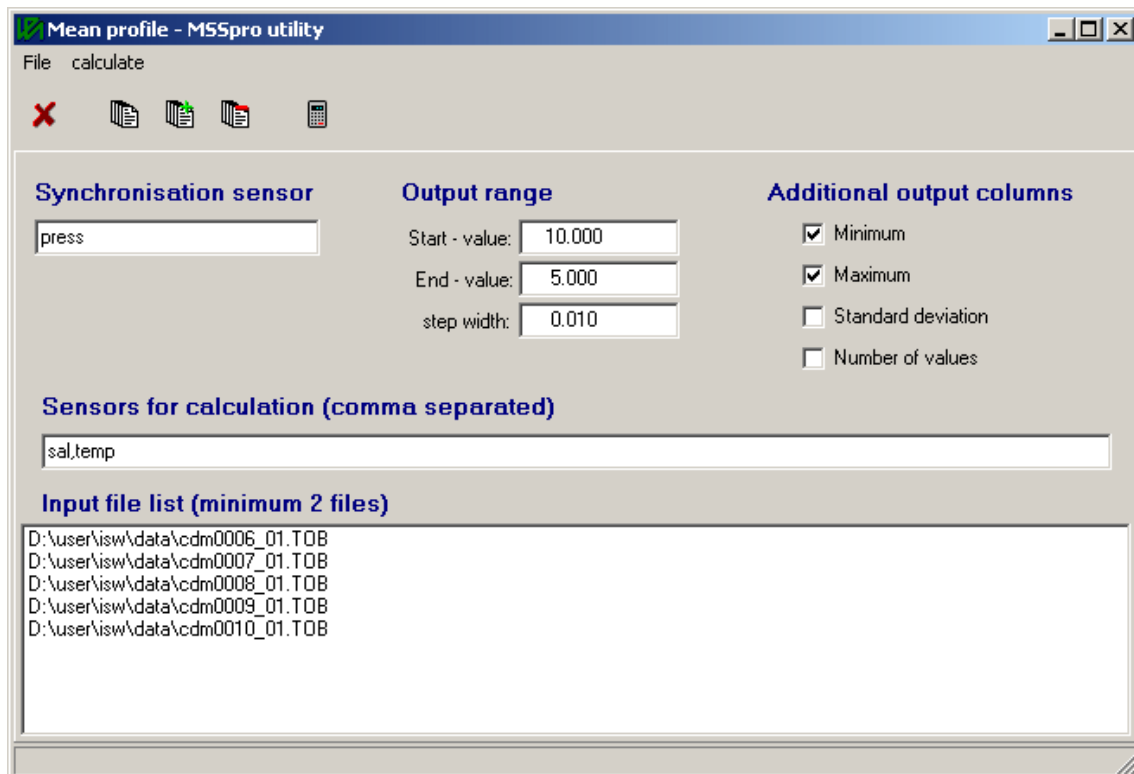 Mean profile - MSSpro utility
File calculate
Synchronisation sensor
press
Output range
Start - value: 10.000
End - value: 5.000
step width: 0.010
Additional output columns
Minimum
Maximum
Standard deviation
Number of values
Sensors for calculation (comma separated)
sal,temp
Input file list (minimum 2 files)
D:\user\isw\data\cdm0006_01.TOB
D:\user\isw\data\cdm0007_01.TOB
D:\user\isw\data\cdm0008_01.TOB
D:\user\isw\data\cdm0009_01.TOB
D:\user\isw\data\cdm0010_01.TOB